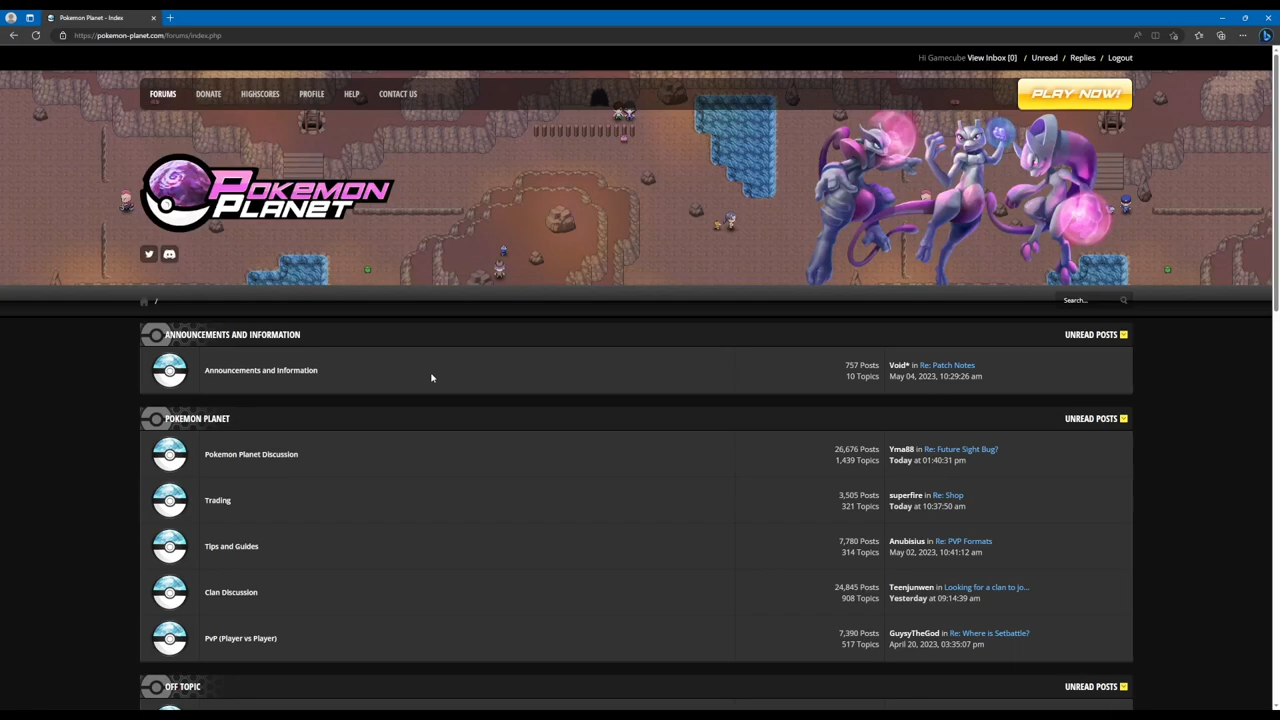 Pokemon Planet - Index
https://pokemon-planet.com/forums/index.php
Hi Gamecube View Inbox [0] / Unread / Replies / Logout
FORUMS DONATE HIGHSCORES PROFILE HELP CONTACT US PLAY NOW!
POKEMON
PLANET
/ Search...
ANNOUNCEMENTS AND INFORMATION UNREAD POSTS
Announcements and Information
757 Posts
10 Topics
Void* in Re: Patch Notes
May 04, 2023, 10:29:26 am
POKEMON PLANET UNREAD POSTS
Pokemon Planet Discussion
26,676 Posts
1,439 Topics
Yma88 in Re: Future Sight Bug?
Today at 01:40:31 pm
Trading
3,505 Posts
321 Topics
superfire in Re: Shop
Today at 10:37:50 am
Tips and Guides
7,780 Posts
314 Topics
Anubisius in Re: PVP Formats
May 02, 2023, 10:41:12 am
Clan Discussion
24,845 Posts
908 Topics
Teenjunwen in Looking for a clan to jo...
Yesterday at 09:14:39 am
PvP (Player vs Player)
7,390 Posts
517 Topics
GuysyTheGod in Re: Where is Setbattle?
April 20, 2023, 03:35:07 pm
OFF TOPIC UNREAD POSTS